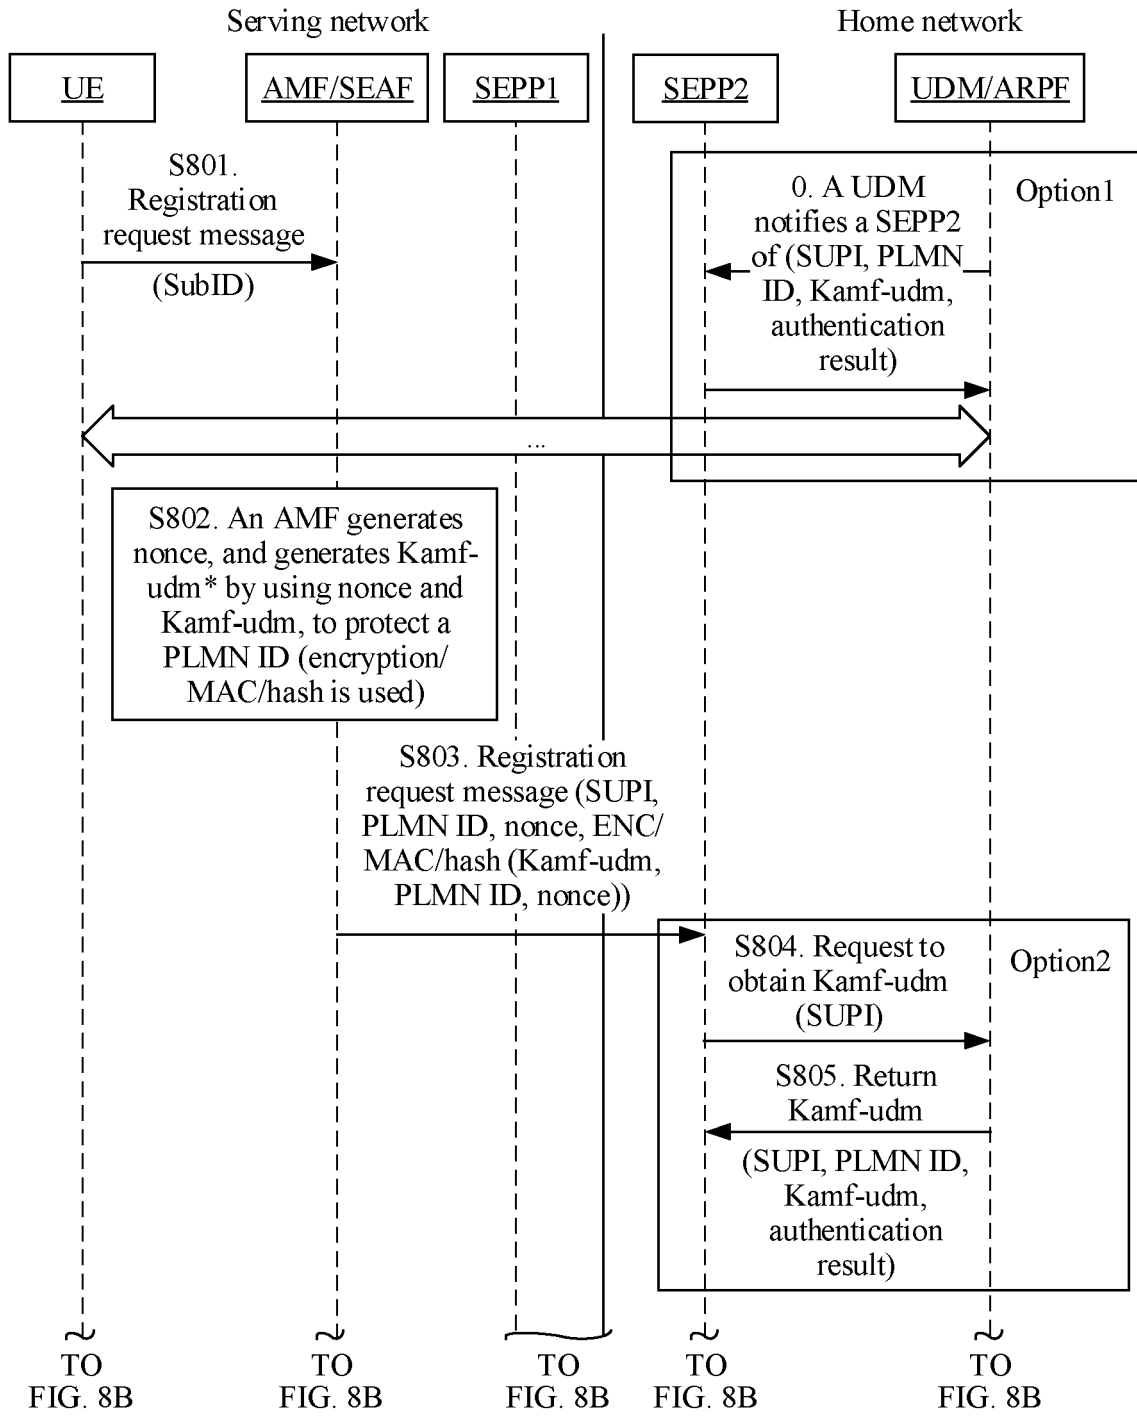 Serving network
Home network
UE
AMF/SEAF
SEPP1
SEPP2
UDM/ARPF
S801.
Registration
request message
(SubID)
Option1
0. A UDM
notifies a SEPP2
of (SUPI, PLMN
ID, Kamf-udm,
authentication
result)
...
S802. An AMF generates
nonce, and generates Kamf-
udm* by using nonce and
Kamf-udm, to protect a
PLMN ID (encryption/
MAC/hash is used)
S803. Registration
request message (SUPI,
PLMN ID, nonce, ENC/
MAC/hash (Kamf-udm,
PLMN ID, nonce))
Option2
S804. Request to
obtain Kamf-udm
(SUPI)
S805. Return
Kamf-udm
(SUPI, PLMN ID,
Kamf-udm,
authentication
result)
TO
FIG. 8B
TO
FIG. 8B
TO
FIG. 8B
TO
FIG. 8B
TO
FIG. 8B